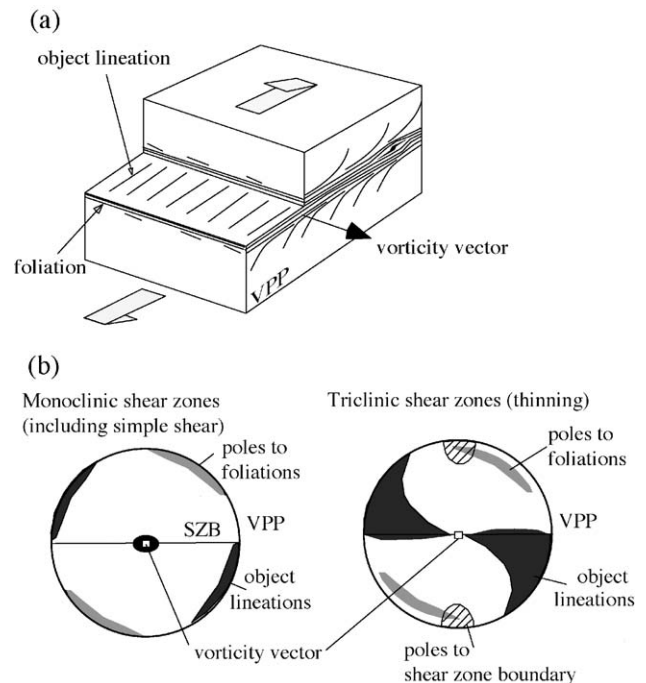 (a)
object lineation
foliation
vorticity vector
VPP
(b)
Monoclinic shear zones
(including simple shear)
poles to
foliations
SZB
VPP
object
lineations
vorticity vector
Triclinic shear zones (thinning)
poles to
foliations
VPP
object
lineations
poles to
shear zone boundary